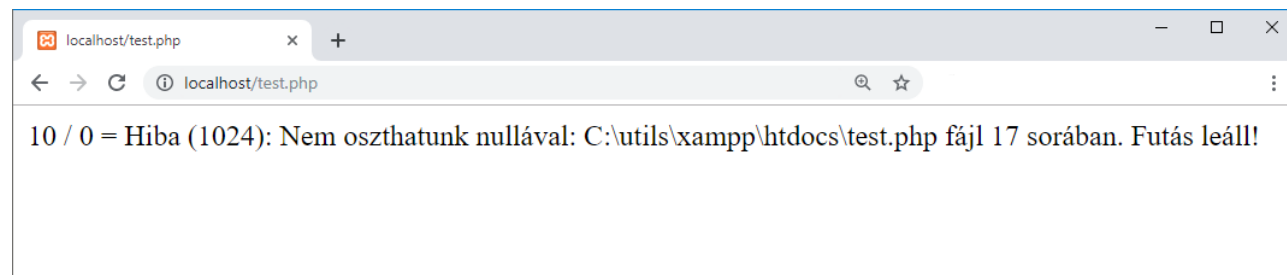 localhost/test.php
localhost/test.php
10 / 0 = Hiba (1024): Nem oszthatunk nullával: C:\utils\xampp\htdocs\test.php fájl 17 sorában. Futás leáll!